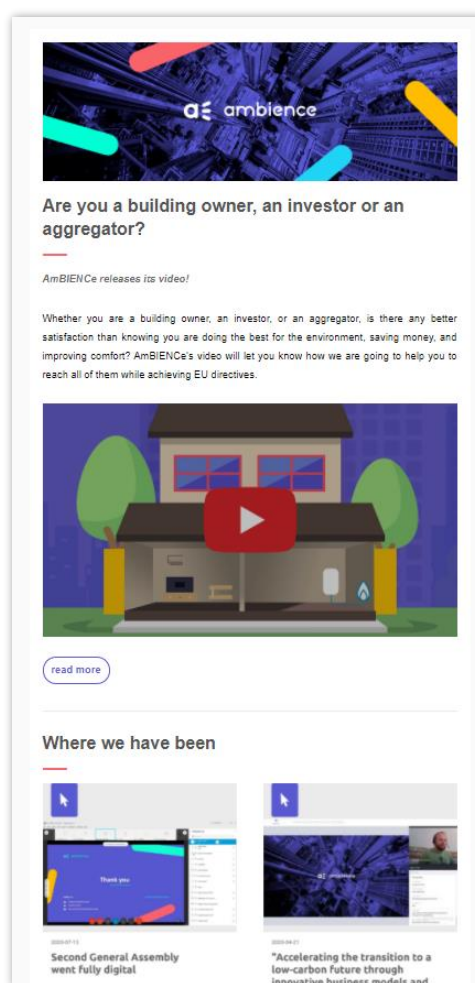 ambience
Are you a building owner, an investor or an
aggregator?
AmBIENCe releases its video!
Whether you are a building owner, an investor, or an aggregator, is there any better
satisfaction than knowing you are doing the best for the environment, saving money, and
improving comfort? AmBIENCe's video will let you know how we are going to help you to
reach all of them while achieving EU directives.
read more
Where we have been
Thank you
ambience
2020-07-15
2020-04-21
Second General Assembly
went fully digital
"Accelerating the transition to a
low-carbon future through
innovative business models and